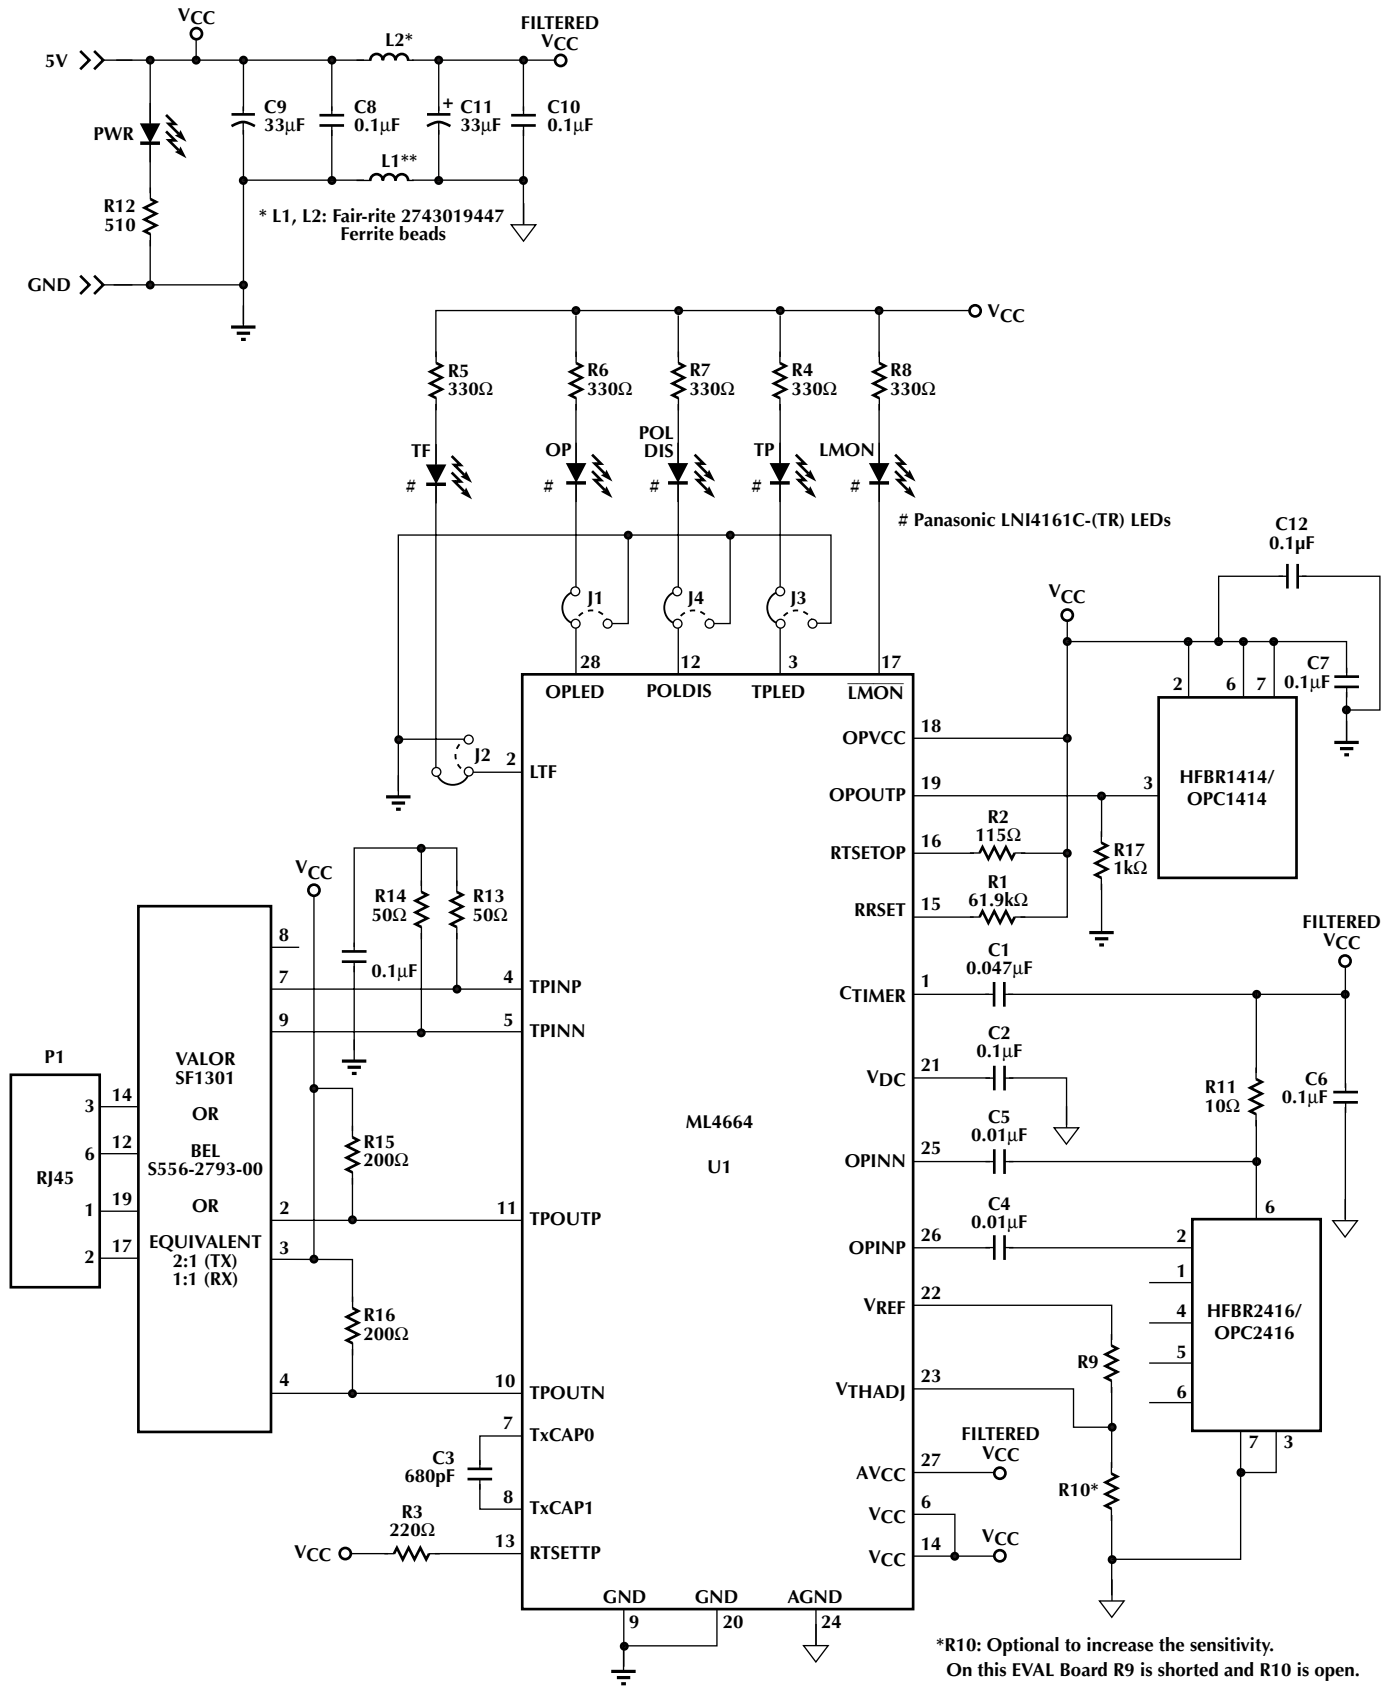 VCC
FILTERED
VCC
5V
L2*
C9
33μF
C8
0.1μF
+
C11
33μF
C10
0.1μF
PWR
L1**
R12
510
* L1, L2: Fair-rite 2743019447
Ferrite beads
GND
VCC
R5
330Ω
R6
330Ω
R7
330Ω
R4
330Ω
R8
330Ω
TF
#
OP
#
POL
DIS
#
TP
#
LMON
#
# Panasonic LNI4161C-(TR) LEDs
C12
0.1μF
J1
J4
J3
VCC
28
12
3
17
OPLED
POLDIS
TPLED
LMON
2
6
7
C7
0.1μF
OPVCC
18
J2
2
LTF
OPOUTP
19
3
HFBR1414/
OPC1414
R2
115Ω
RTSETOP
16
R17
1kΩ
R1
61.9kΩ
RRSET
15
VCC
R14
50Ω
R13
50Ω
0.1μF
8
7
4
TPINP
9
5
TPINN
FILTERED
VCC
C1
0.047μF
CTIMER
1
C2
0.1μF
VDC
21
R11
10Ω
C6
0.1μF
P1
RJ45
3
14
6
12
1
19
2
17
VALOR
SF1301
OR
BEL
S556-2793-00
OR
EQUIVALENT
2:1 (TX)
1:1 (RX)
ML4664
U1
C5
0.01μF
OPINN
25
R15
200Ω
2
11
TPOUTP
3
C4
0.01μF
OPINP
26
6
2
1
4
5
6
7
3
HFBR2416/
OPC2416
VREF
22
R16
200Ω
R9
4
10
TPOUTN
VTHADJ
23
7
TxCAP0
C3
680pF
8
TxCAP1
FILTERED
VCC
AVCC
27
R10*
VCC
6
R3
220Ω
VCC
13
RTSETTP
VCC
14
VCC
GND
9
GND
20
AGND
24
*R10: Optional to increase the sensitivity.
On this EVAL Board R9 is shorted and R10 is open.